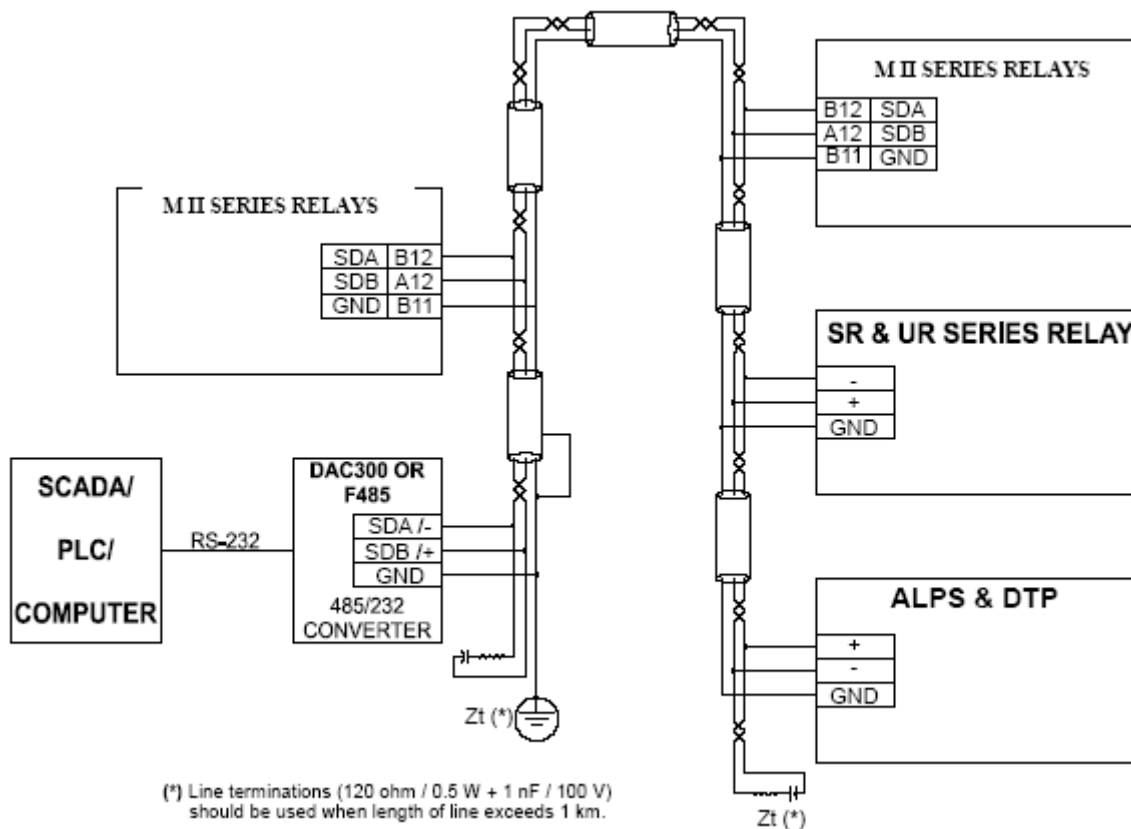 M II SERIES RELAYS
B12 SDA
A12 SDB
B11 GND
M II SERIES RELAYS
SDA B12
SDB A12
GND B11
SR & UR SERIES RELAY
-
+
GND
SCADA/
PLC/
COMPUTER
RS-232
DAC300 OR
F485
SDA /-
SDB /+
GND
485/232
CONVERTER
ALPS & DTP
+
-
GND
Zt (*)
Zt (*)
(*) Line terminations (120 ohm / 0.5 W + 1 nF / 100 V)
should be used when length of line exceeds 1 km.